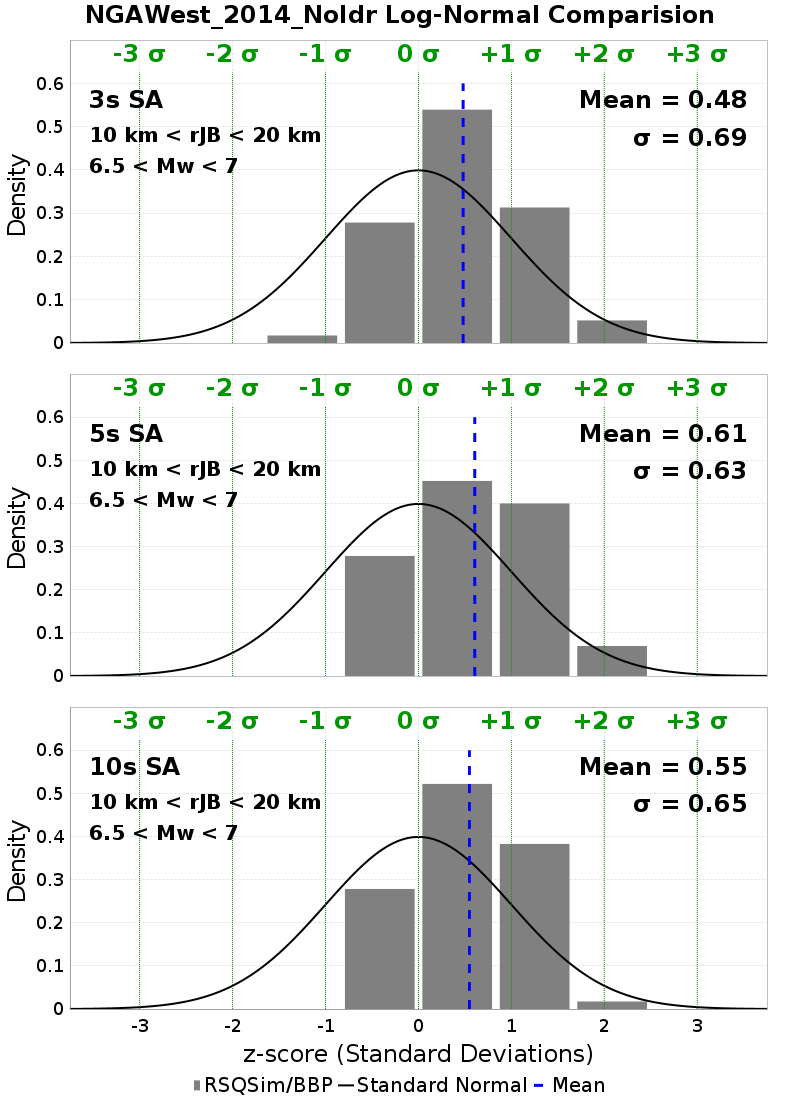 NGAWest_2014_NoIdr Log-Normal Comparision
-3 σ -2 σ -1 σ 0 σ +1 σ +2 σ +3 σ
0.6
3s SA Mean = 0.48
0.5
10 km < rJB < 20 km σ = 0.69
6.5 < Mw < 7
0.4
Density
0.3
0.2
0.1
0
-3 σ -2 σ -1 σ 0 σ +1 σ +2 σ +3 σ
0.6
5s SA Mean = 0.61
0.5
10 km < rJB < 20 km σ = 0.63
6.5 < Mw < 7
0.4
Density
0.3
0.2
0.1
0
-3 σ -2 σ -1 σ 0 σ +1 σ +2 σ +3 σ
0.6
10s SA Mean = 0.55
0.5
10 km < rJB < 20 km σ = 0.65
6.5 < Mw < 7
0.4
Density
0.3
0.2
0.1
0
-3 -2 -1 0 1 2 3
z-score (Standard Deviations)
RSQSim/BBP Standard Normal Mean